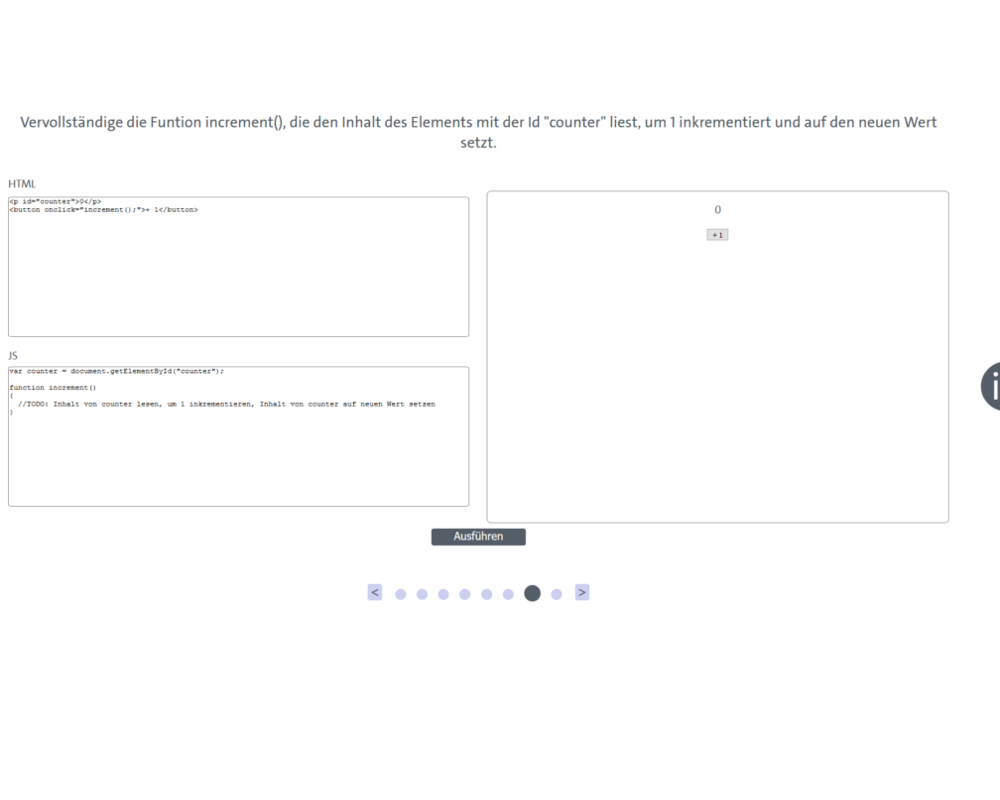 Vervollständige die Funtion increment(), die den Inhalt des Elements mit der Id "counter" liest, um 1 inkrementiert und auf den neuen Wert
setzt.
HTML
<p id="counter">0</p>
<button onclick="increment();">+ 1</button>
0
+ 1
JS
var counter = document.getElementById("counter");
function increment()
{
//TODO: Inhalt von counter lesen, um 1 inkrementieren, Inhalt von counter auf neuen Wert setzen
}
Ausführen
< >
i